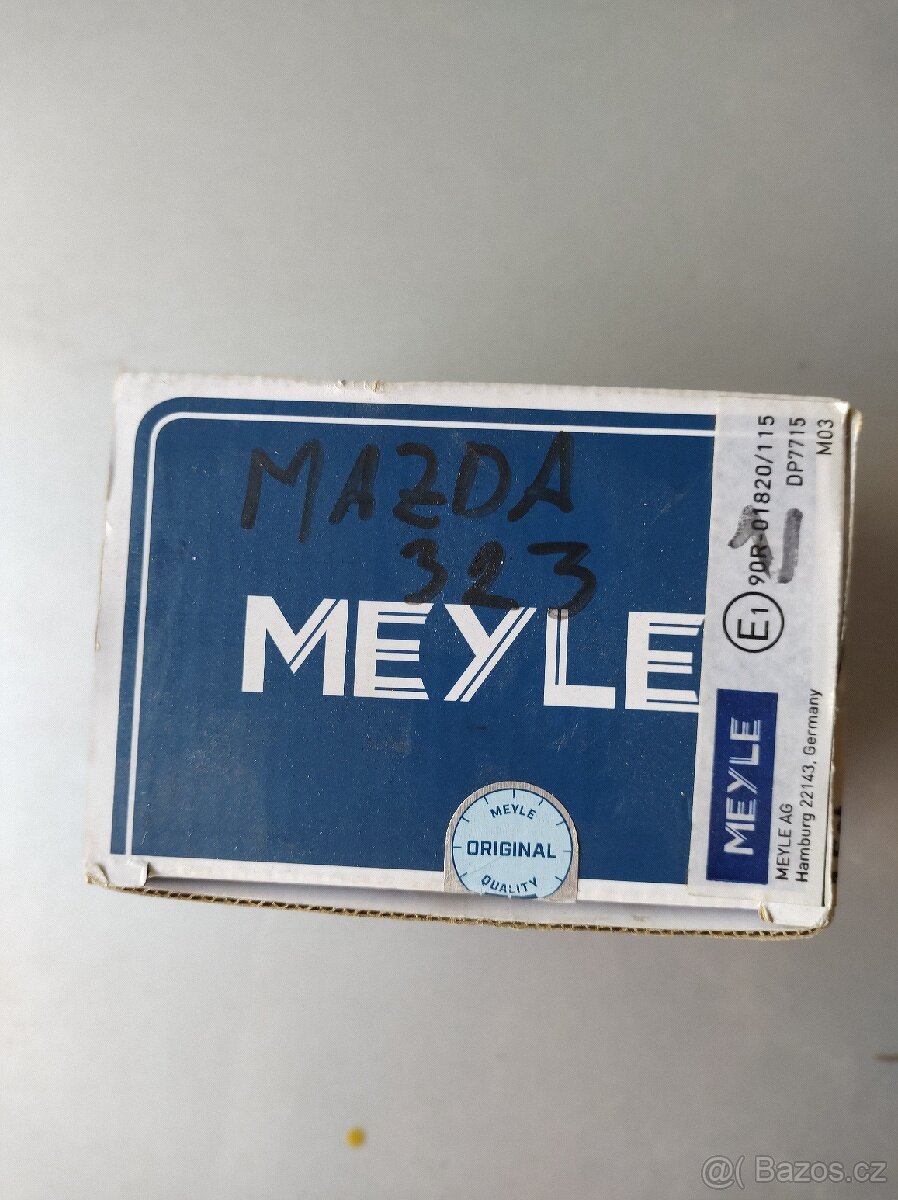 MAZDA
323
MEYLE
MEYLE
ORIGINAL
QUALITY
E1 90R-01820/115
DP7715
M03
MEYLE
MEYLE AG
Hamburg 22143, Germany
@( Bazos.cz